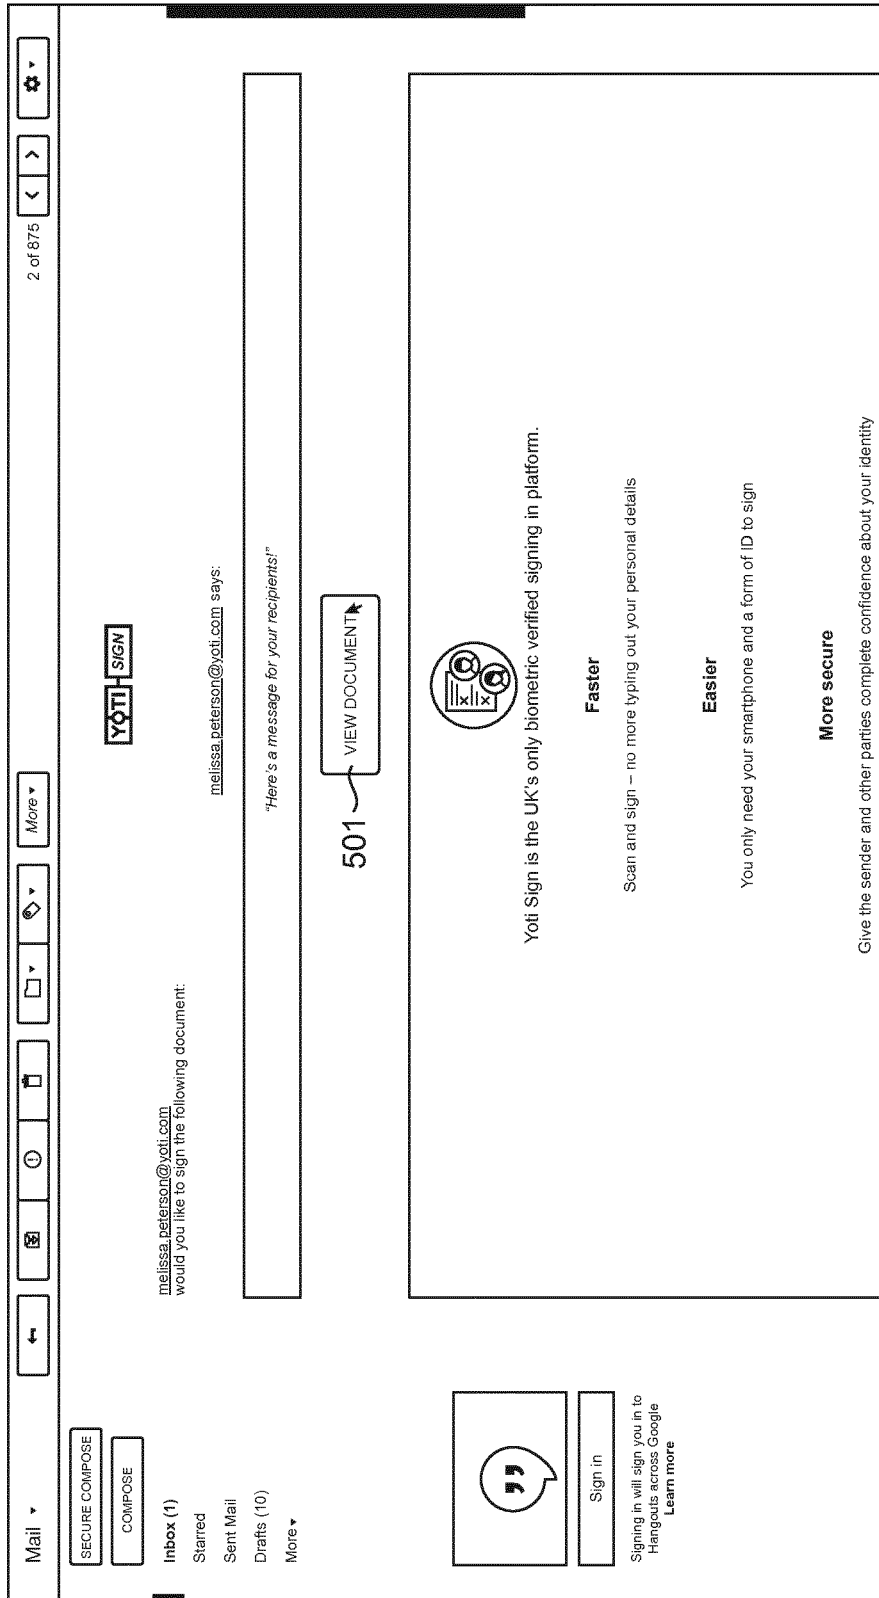 Mail
More
2 of 875
SECURE COMPOSE
COMPOSE
Inbox (1)
Starred
Sent Mail
Drafts (10)
More
YOTI SIGN
melissa.peterson@yoti.com
would you like to sign the following document:
melissa.peterson@yoti.com says:
"Here's a message for your recipients!"
501
VIEW DOCUMENT
Yoti Sign is the UK's only biometric verified signing in platform.
Faster
Scan and sign – no more typing out your personal details
Easier
You only need your smartphone and a form of ID to sign
More secure
Give the sender and other parties complete confidence about your identity
Sign in
Signing in will sign you in to
Hangouts across Google
Learn more